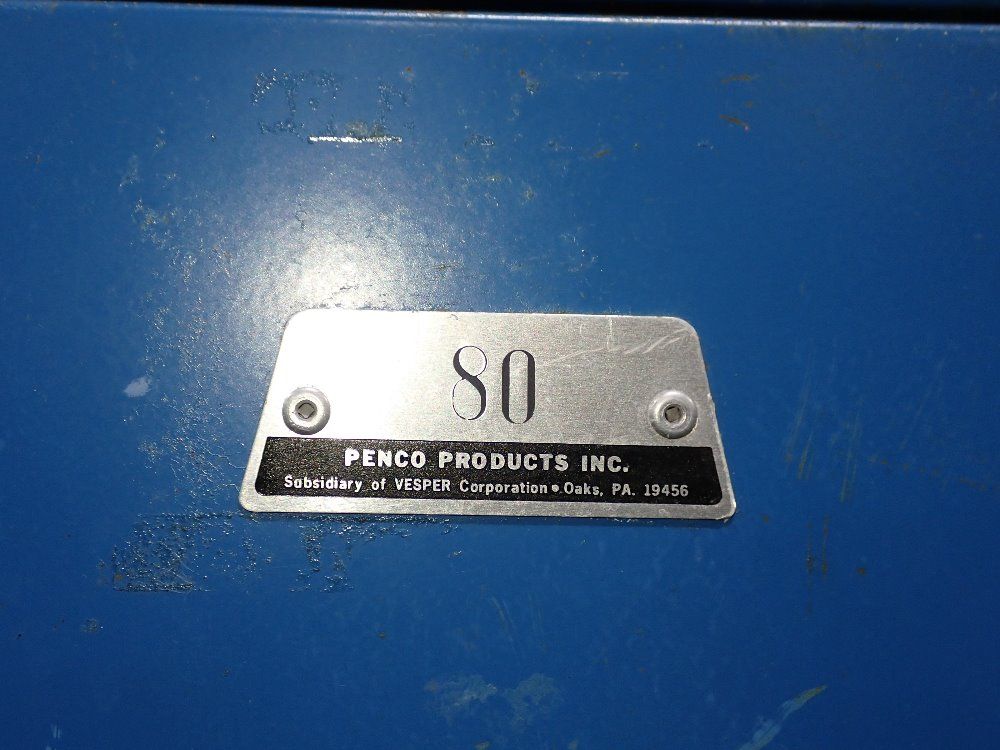 80
PENCO PRODUCTS INC.
Subsidiary of VESPER Corporation • Oaks, PA. 19456